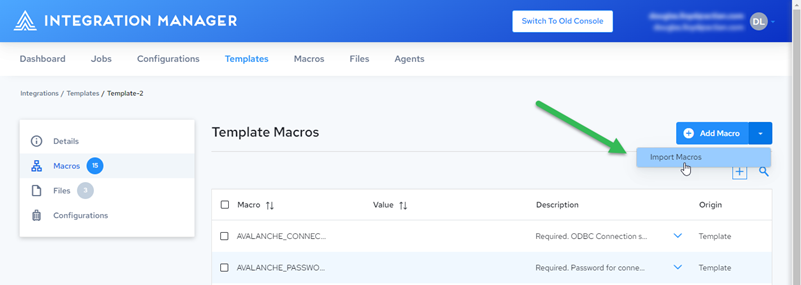 INTEGRATION MANAGER
Switch To Old Console
DL
Dashboard Jobs Configurations Templates Macros Files Agents
Integrations / Templates / Template-2
Details
Macros 15
Files 3
Configurations
Template Macros
Add Macro
Import Macros
Macro Value Description Origin
AVALANCHE_CONNEC... Required. ODBC Connection s... Template
AVALANCHE_PASSWO... Required. Password for conne... Template